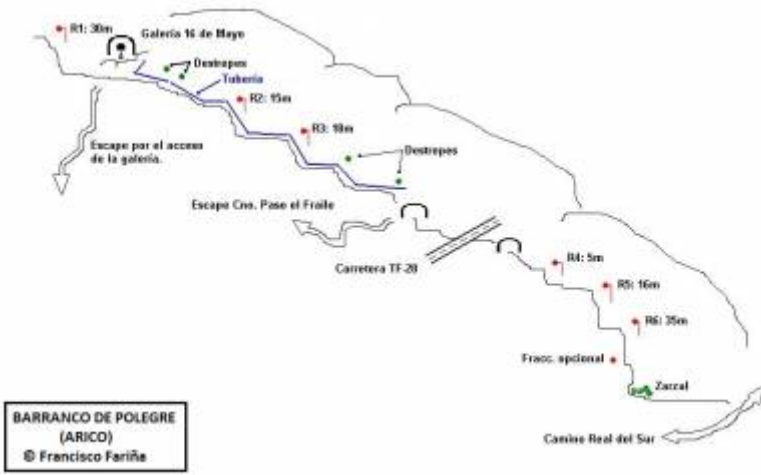 R1: 30m
Galería 16 de Mayo
Destrepes
Tubería
R2: 15m
R3: 18m
Escape por el acceso
de la galería.
Destrepes
Escape Cno. Paso el Fraile
Carretera TF-28
R4: 5m
R5: 16m
R6: 35m
Fracc. opcional
Zarzal
Camino Real del Sur
BARRANCO DE POLEGRE
(ARICO)
© Francisco Fariña